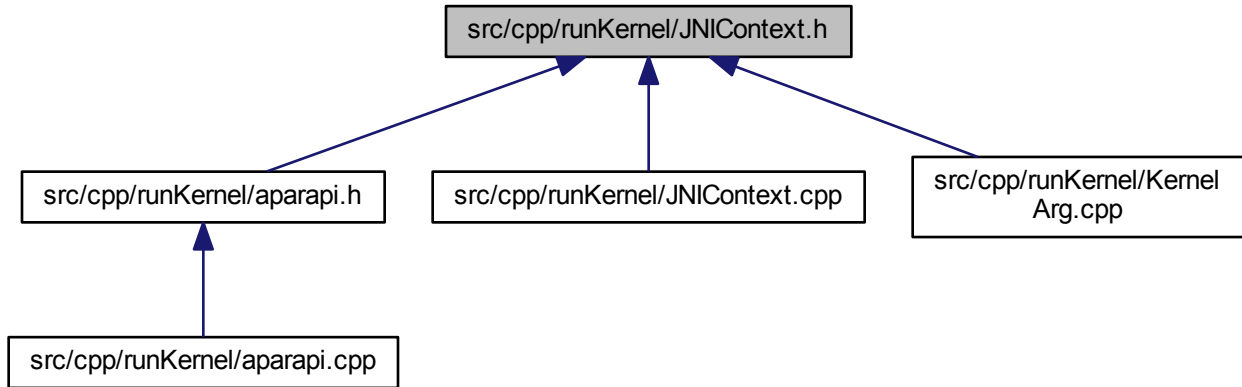 src/cpp/runKernel/JNIContext.h
src/cpp/runKernel/aparapi.h
src/cpp/runKernel/JNIContext.cpp
src/cpp/runKernel/Kernel
Arg.cpp
src/cpp/runKernel/aparapi.cpp